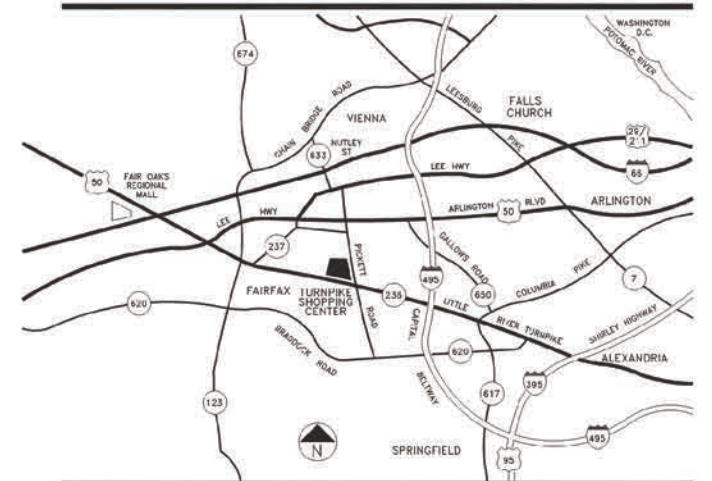 WASHINGTON
D.C.
POTOMAC RIVER
674
CHAIN BRIDGE ROAD
LEESBURG PIKE
FALLS
CHURCH
VIENNA
NUTLEY
ST
633
29/
211
LEE HWY
66
50
FAIR OAKS
REGIONAL
MALL
ARLINGTON BLVD
50
ARLINGTON
LEE HWY
237
PICKETT ROAD
GALLOWS ROAD
495
650
COLUMBIA PIKE
7
FAIRFAX
TURNPIKE
SHOPPING
CENTER
236
LITTLE RIVER TURNPIKE
SHIRLEY HIGHWAY
620
BRADDOCK ROAD
CAPITAL BELTWAY
620
ALEXANDRIA
123
617
395
N
SPRINGFIELD
495
95